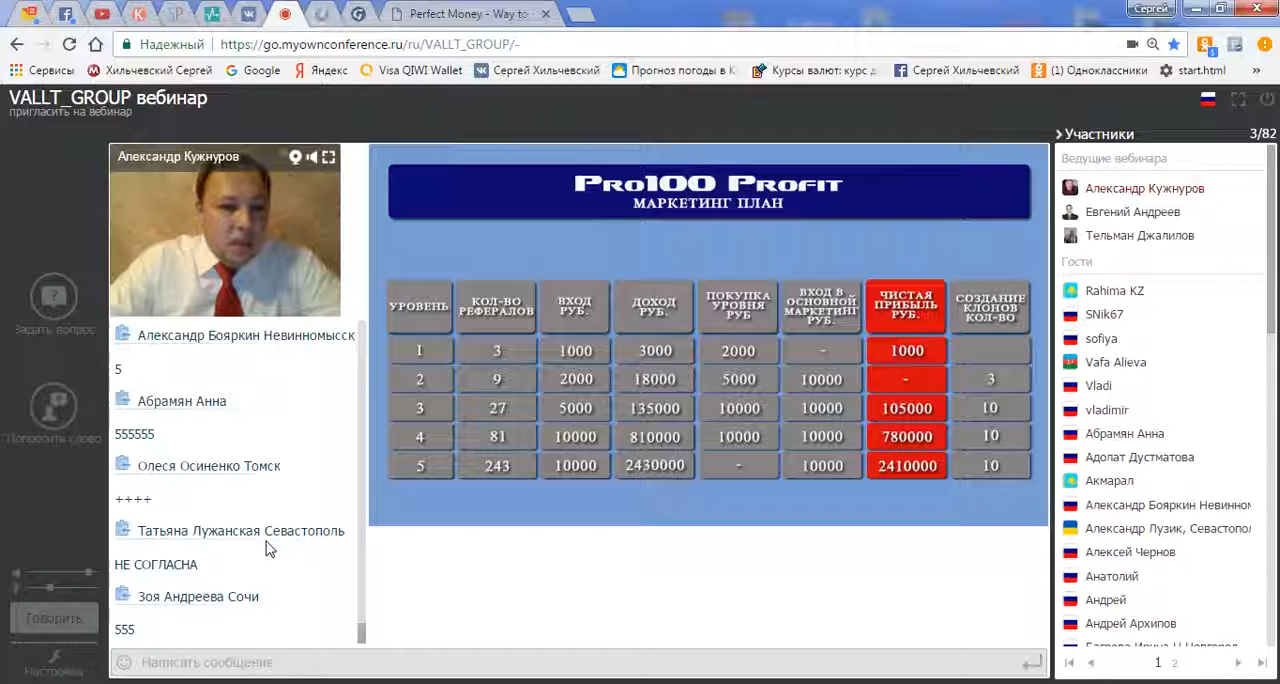 Perfect Money - Way to
Сергей
Надежный
https://go.myownconference.ru/ru/VALLT_GROUP/-
Сервисы
Хильчевский Сергей
Google
Яндекс
Visa QIWI Wallet
Сергей Хильчевский
Прогноз погоды в К
Курсы валют: курс д
Сергей Хильчевский
(1) Одноклассники
start.html
»
VALLT_GROUP вебинар
пригласить на вебинар
Задать вопрос
Попросить слово
Говорить
Настройка
Александр Кужнуров
Александр Бояркин Невинномысск
5
Абрамян Анна
555555
Олеся Осиненко Томск
++++
Татьяна Лужанская Севастополь
НЕ СОГЛАСНА
Зоя Андреева Сочи
555
Написать сообщение
Pro100 Profit
МАРКЕТИНГ ПЛАН
УРОВЕНЬ КОЛ-ВО РЕФЕРАЛОВ ВХОД РУБ. ДОХОД РУБ. ПОКУПКА УРОВНЯ РУБ ВХОД В ОСНОВНОЙ МАРКЕТИНГ РУБ. ЧИСТАЯ ПРИБЫЛЬ РУБ. СОЗДАНИЕ КЛОНОВ КОЛ-ВО
1 3 1000 3000 2000 - 1000
2 9 2000 18000 5000 10000 - 3
3 27 5000 135000 10000 10000 105000 10
4 81 10000 810000 10000 10000 780000 10
5 243 10000 2430000 - 10000 2410000 10
Участники 3/82
Ведущие вебинара
Александр Кужнуров
Евгений Андреев
Тельман Джалилов
Гости
Rahima KZ
SNik67
sofiya
Vafa Alieva
Vladi
vladimir
Абрамян Анна
Адолат Дустматова
Акмарал
Александр Бояркин Невинном
Александр Лузик, Севастопол
Алексей Чернов
Анатолий
Андрей
Андрей Архипов
1 2